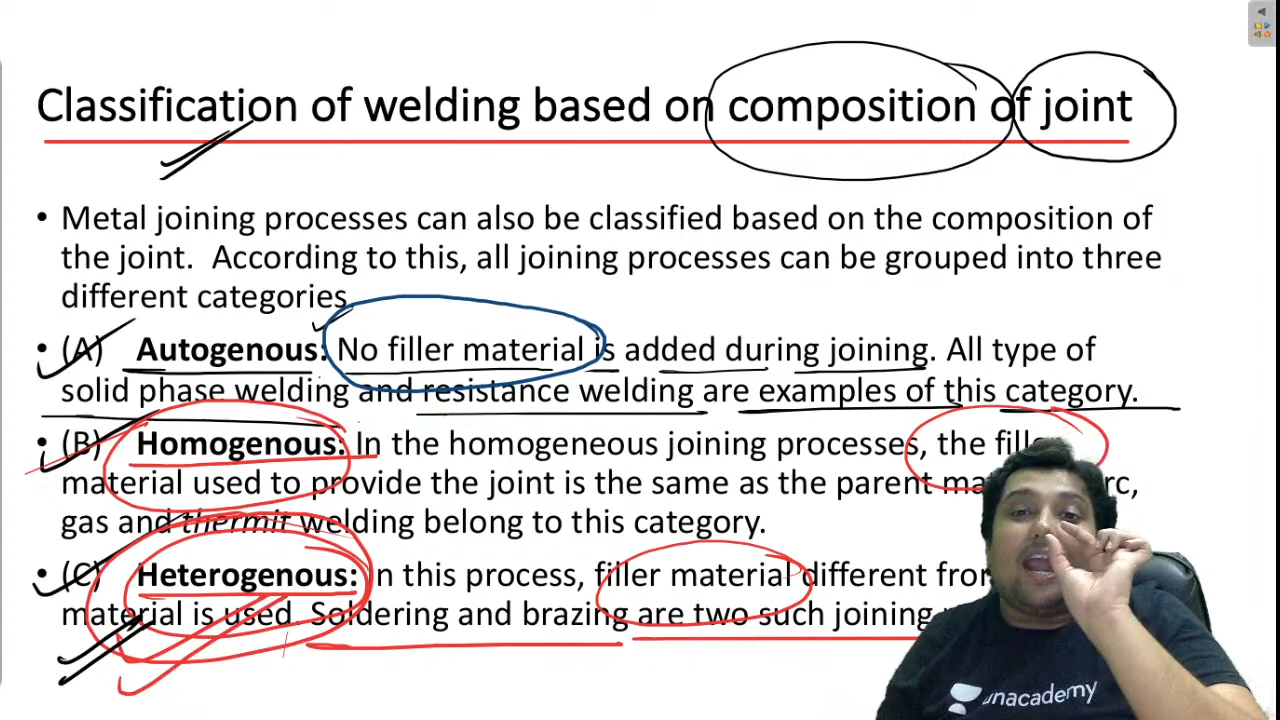 Classification of welding based on composition of joint
• Metal joining processes can also be classified based on the composition of
the joint. According to this, all joining processes can be grouped into three
different categories.
• (A) Autogenous: No filler material is added during joining. All type of
solid phase welding and resistance welding are examples of this category.
• (B) Homogenous: In the homogeneous joining processes, the
material used to provide the joint is the same as the parent
gas and thermit welding belong to this category.
• (C) Heterogenous: In this process, filler material different
material is used. Soldering and brazing are two such joining
unacademy